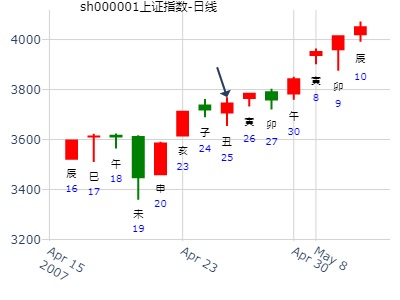 sh000001上证指数-日线
4000
3800
3600
3400
3200
辰
16
巳
17
午
18
未
19
申
20
亥
23
子
24
丑
25
寅
26
卯
27
午
30
寅
8
卯
9
辰
10
Apr 15
2007
Apr 23
Apr 30
May 8